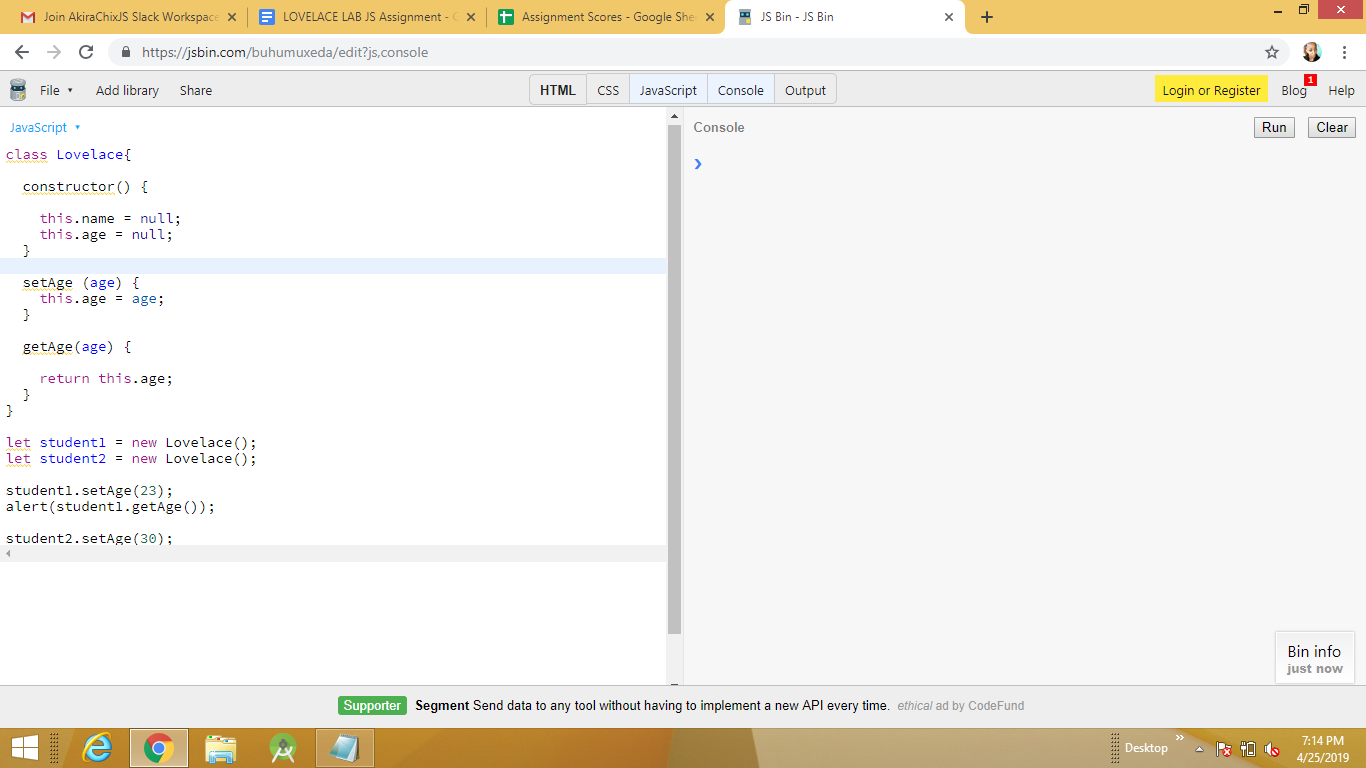 Join AkiraChixJS Slack Workspace
LOVELACE LAB JS Assignment -
Assignment Scores - Google She
JS Bin - JS Bin
https://jsbin.com/buhumuxeda/edit?js,console
File
Add library
Share
HTML
CSS
JavaScript
Console
Output
Login or Register
Blog
1
Help
JavaScript
class Lovelace{
constructor() {
this.name = null;
this.age = null;
}
setAge (age) {
this.age = age;
}
getAge(age) {
return this.age;
}
}
let student1 = new Lovelace();
let student2 = new Lovelace();
student1.setAge(23);
alert(student1.getAge());
student2.setAge(30);
Console
Run
Clear
Bin info
just now
Supporter Segment Send data to any tool without having to implement a new API every time. ethical ad by CodeFund
Desktop
7:14 PM
4/25/2019